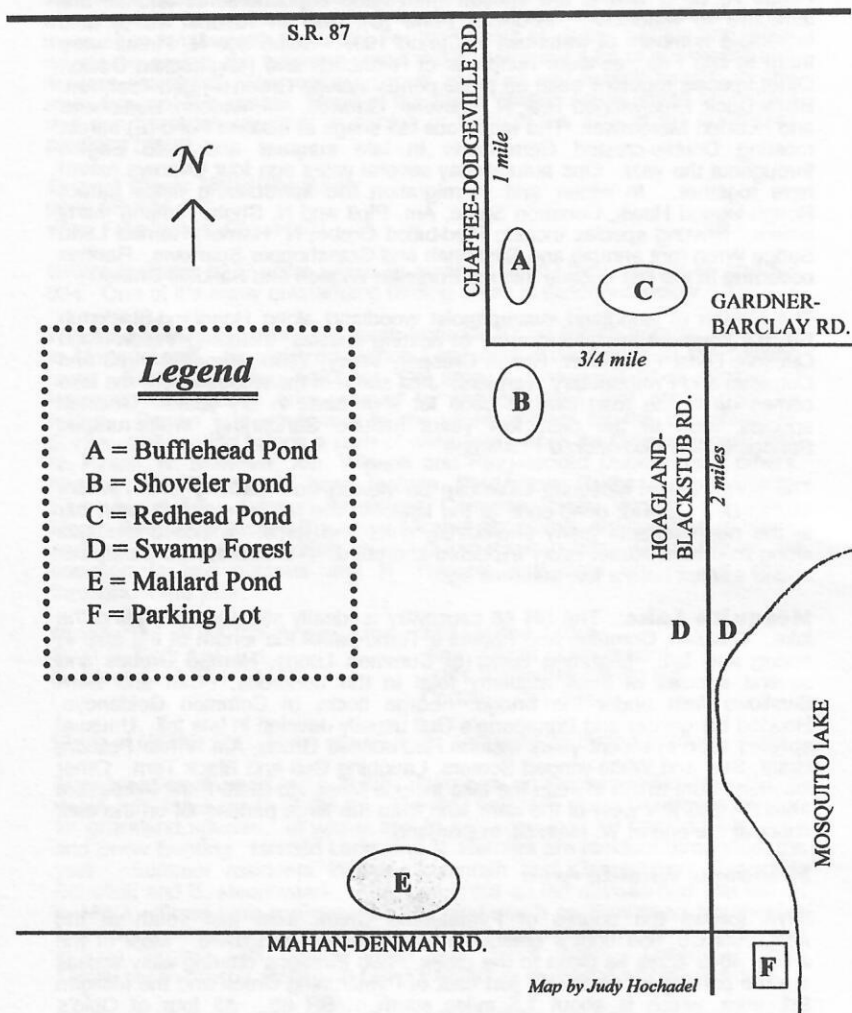 S.R. 87
N
CHAFFEE-DODGEVILLE RD.
1 mile
A
C
GARDNER-
BARCLAY RD.
3/4 mile
B
Legend
A = Bufflehead Pond
B = Shoveler Pond
C = Redhead Pond
D = Swamp Forest
E = Mallard Pond
F = Parking Lot
HOAGLAND-
BLACKSTUB RD.
2 miles
D
D
MOSQUITO LAKE
E
MAHAN-DENMAN RD.
F
Map by Judy Hochadel